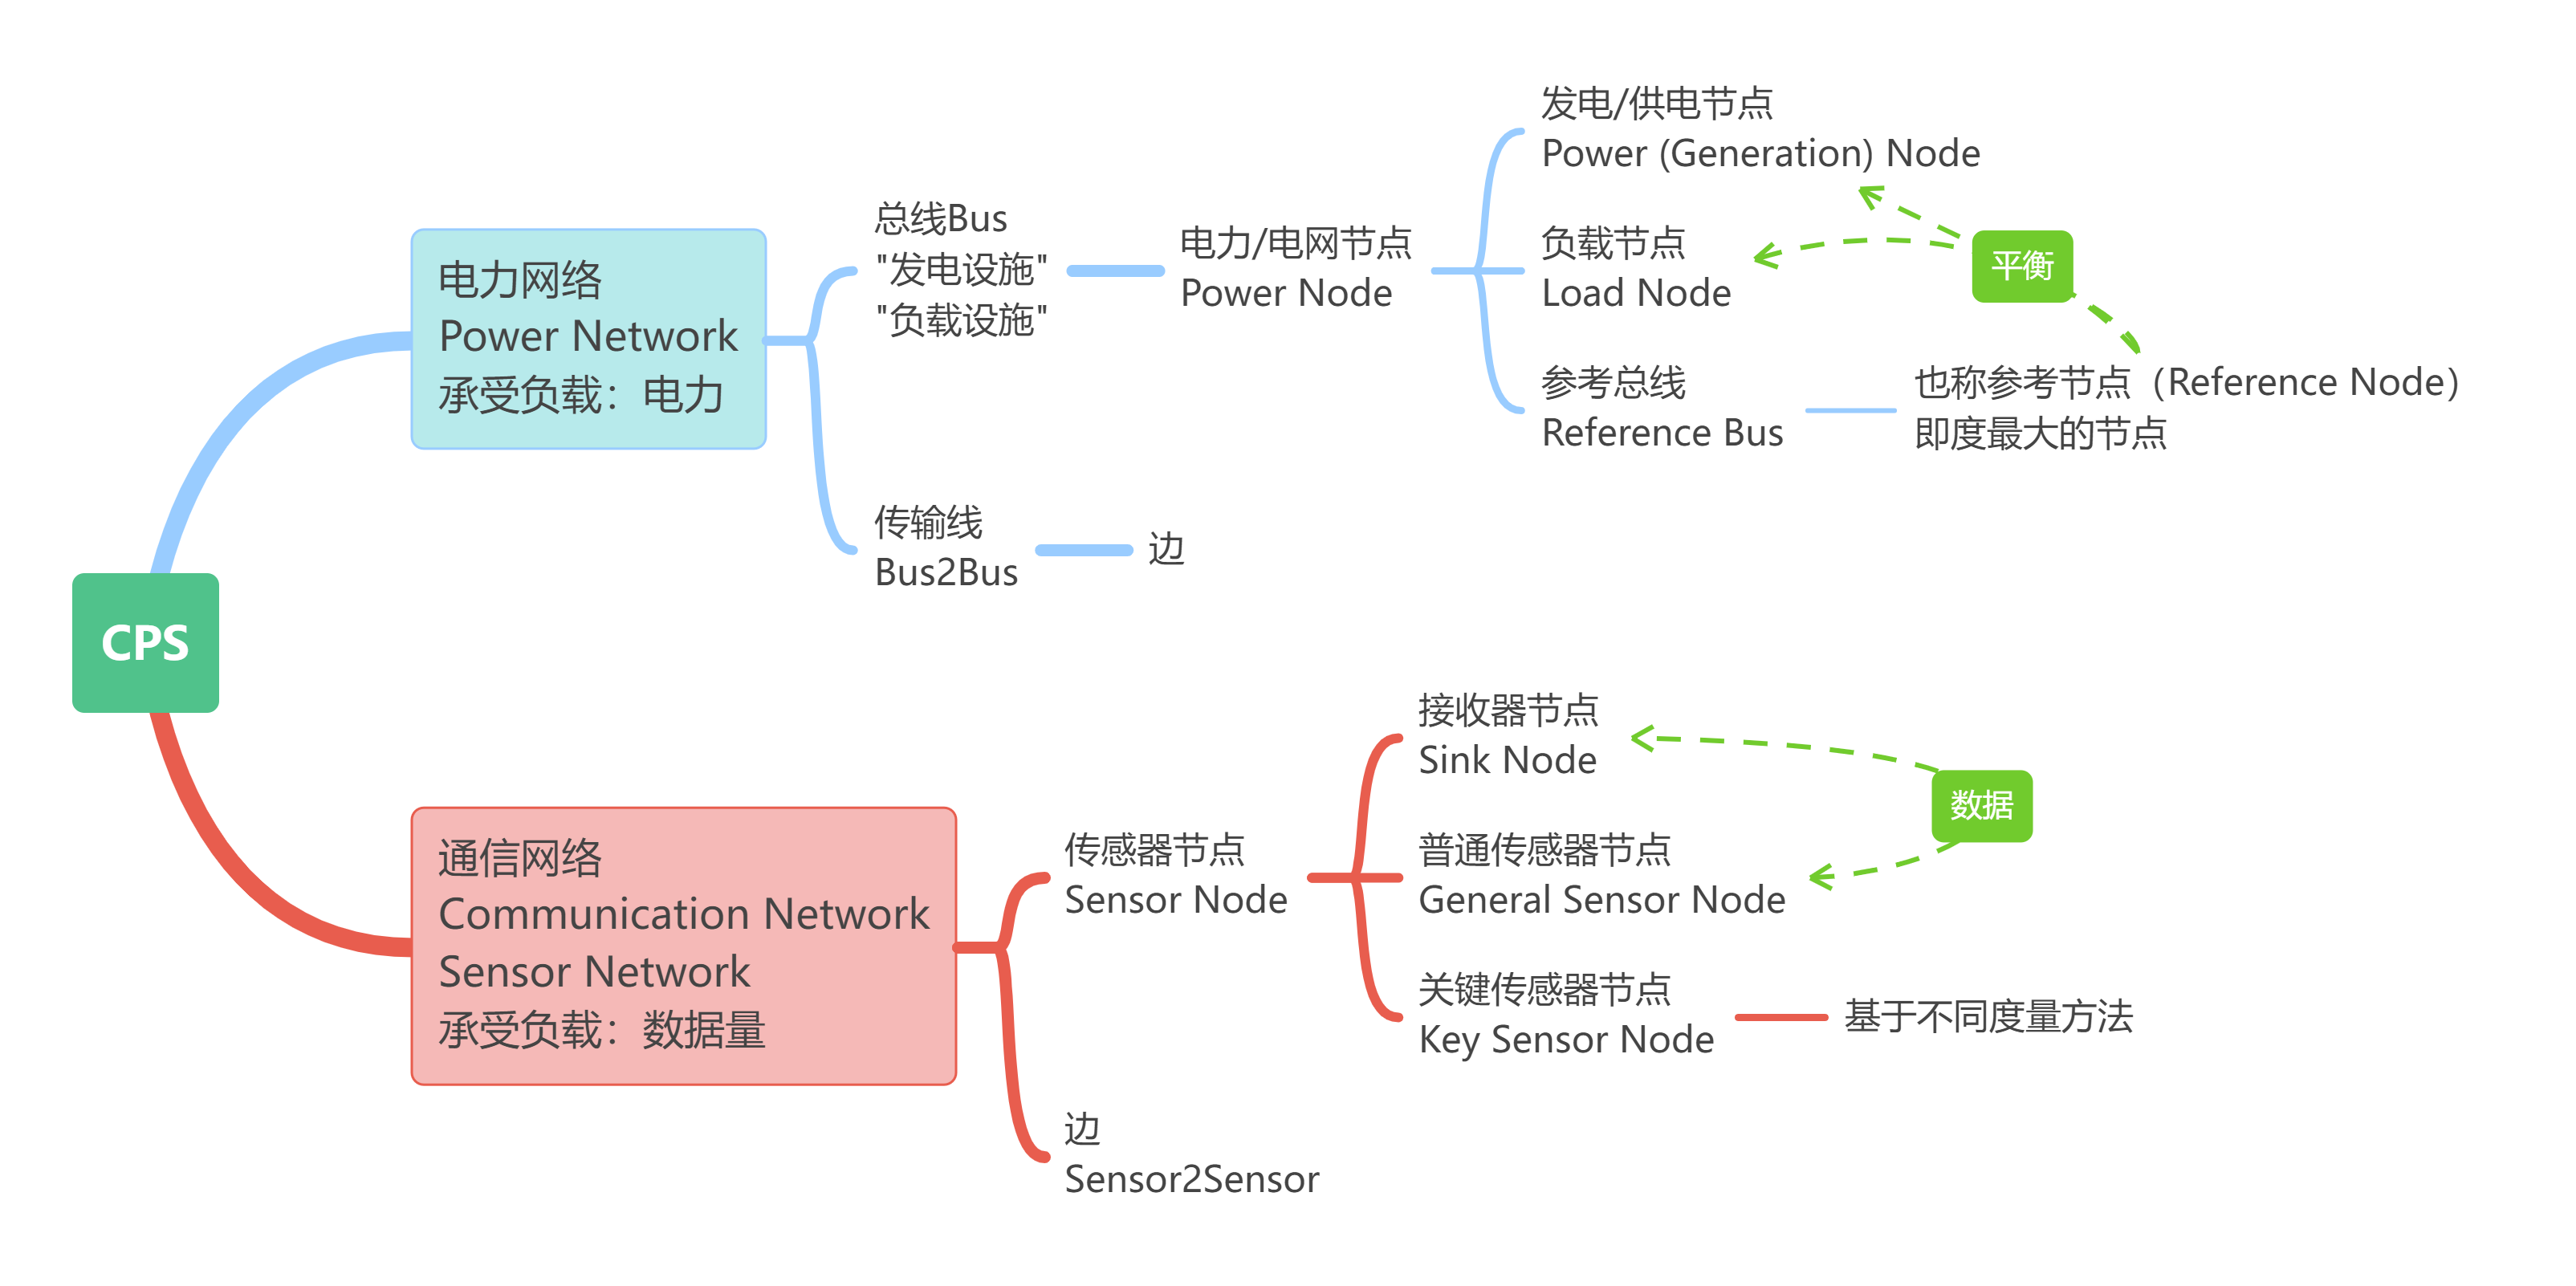 CPS
电力网络
Power Network
承受负载：电力
总线Bus
"发电设施"
"负载设施"
电力/电网节点
Power Node
发电/供电节点
Power (Generation) Node
负载节点
Load Node
参考总线
Reference Bus
也称参考节点（Reference Node）
即度最大的节点
平衡
传输线
Bus2Bus
边
通信网络
Communication Network
Sensor Network
承受负载：数据量
传感器节点
Sensor Node
接收器节点
Sink Node
普通传感器节点
General Sensor Node
关键传感器节点
Key Sensor Node
基于不同度量方法
数据
边
Sensor2Sensor